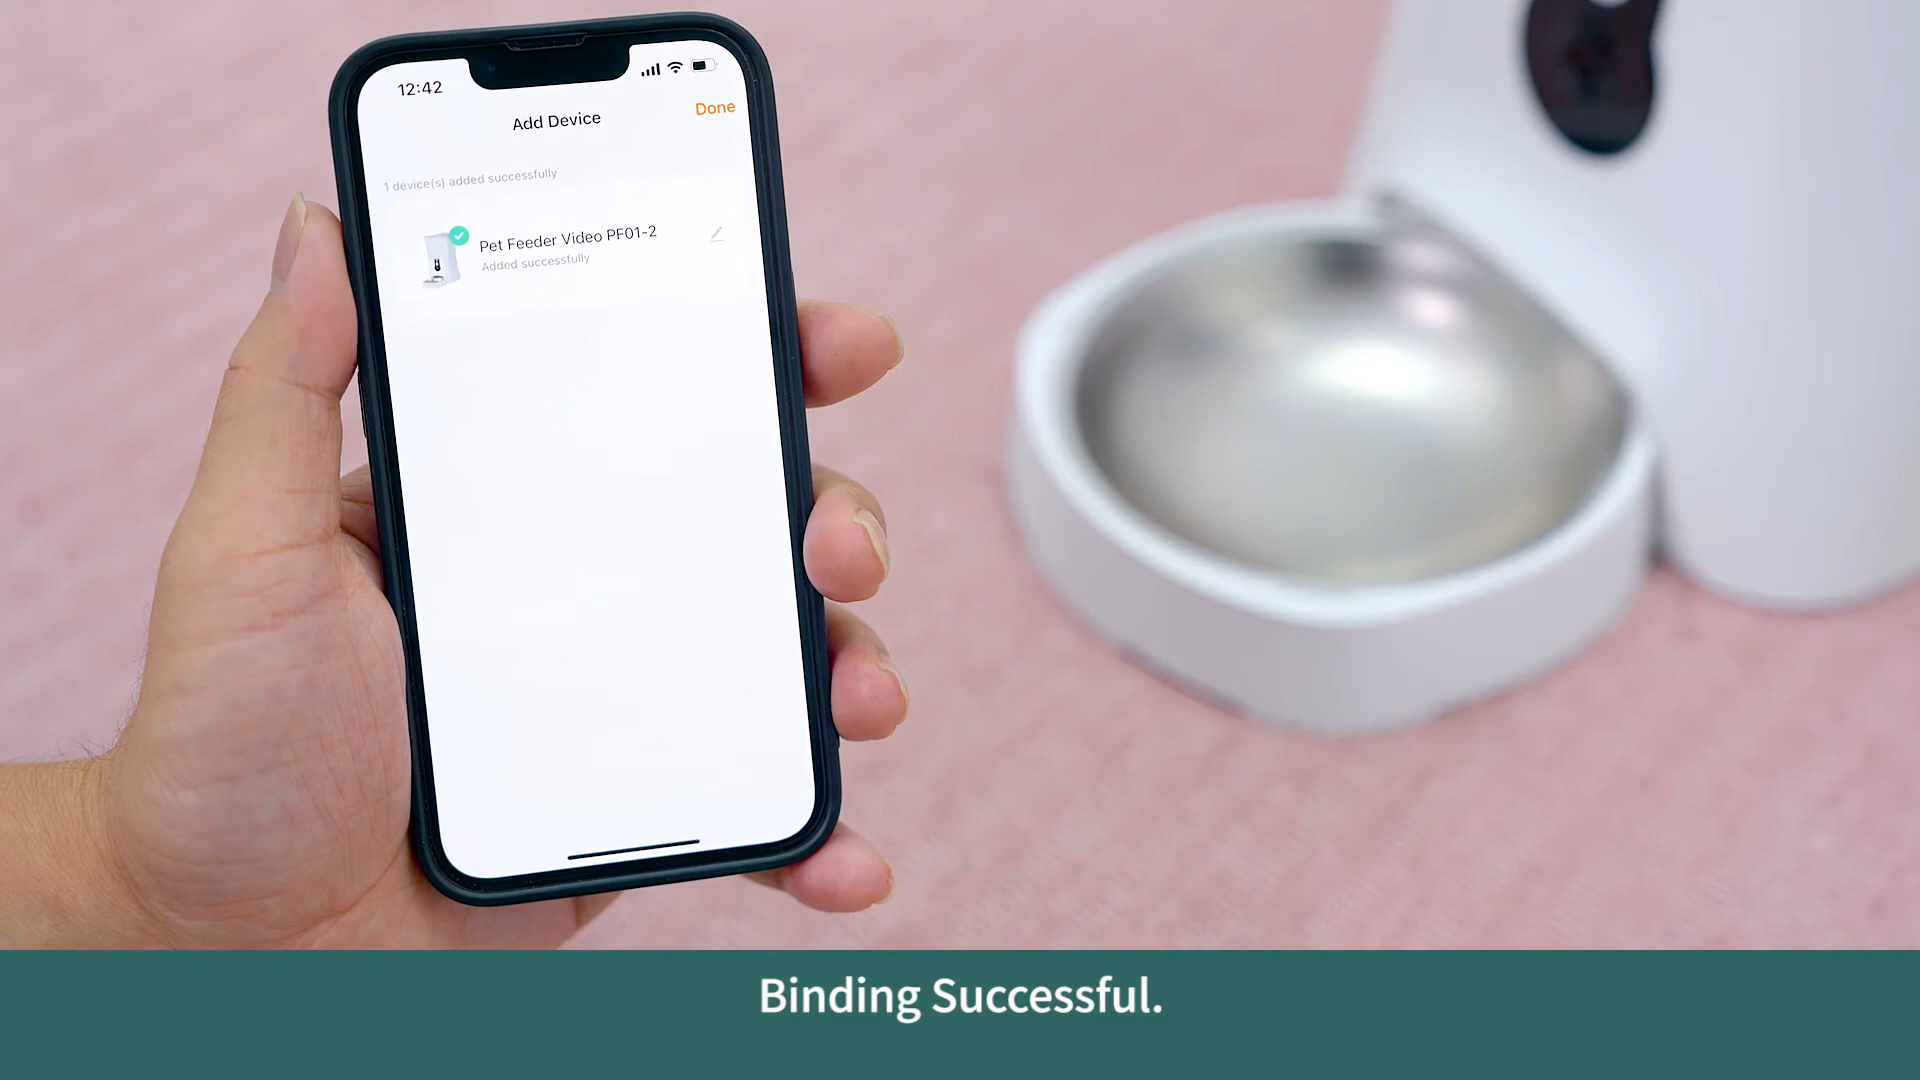 12:42
Add Device
Done
1 device(s) added successfully
Pet Feeder Video PF01-2
Added successfully
Binding Successful.